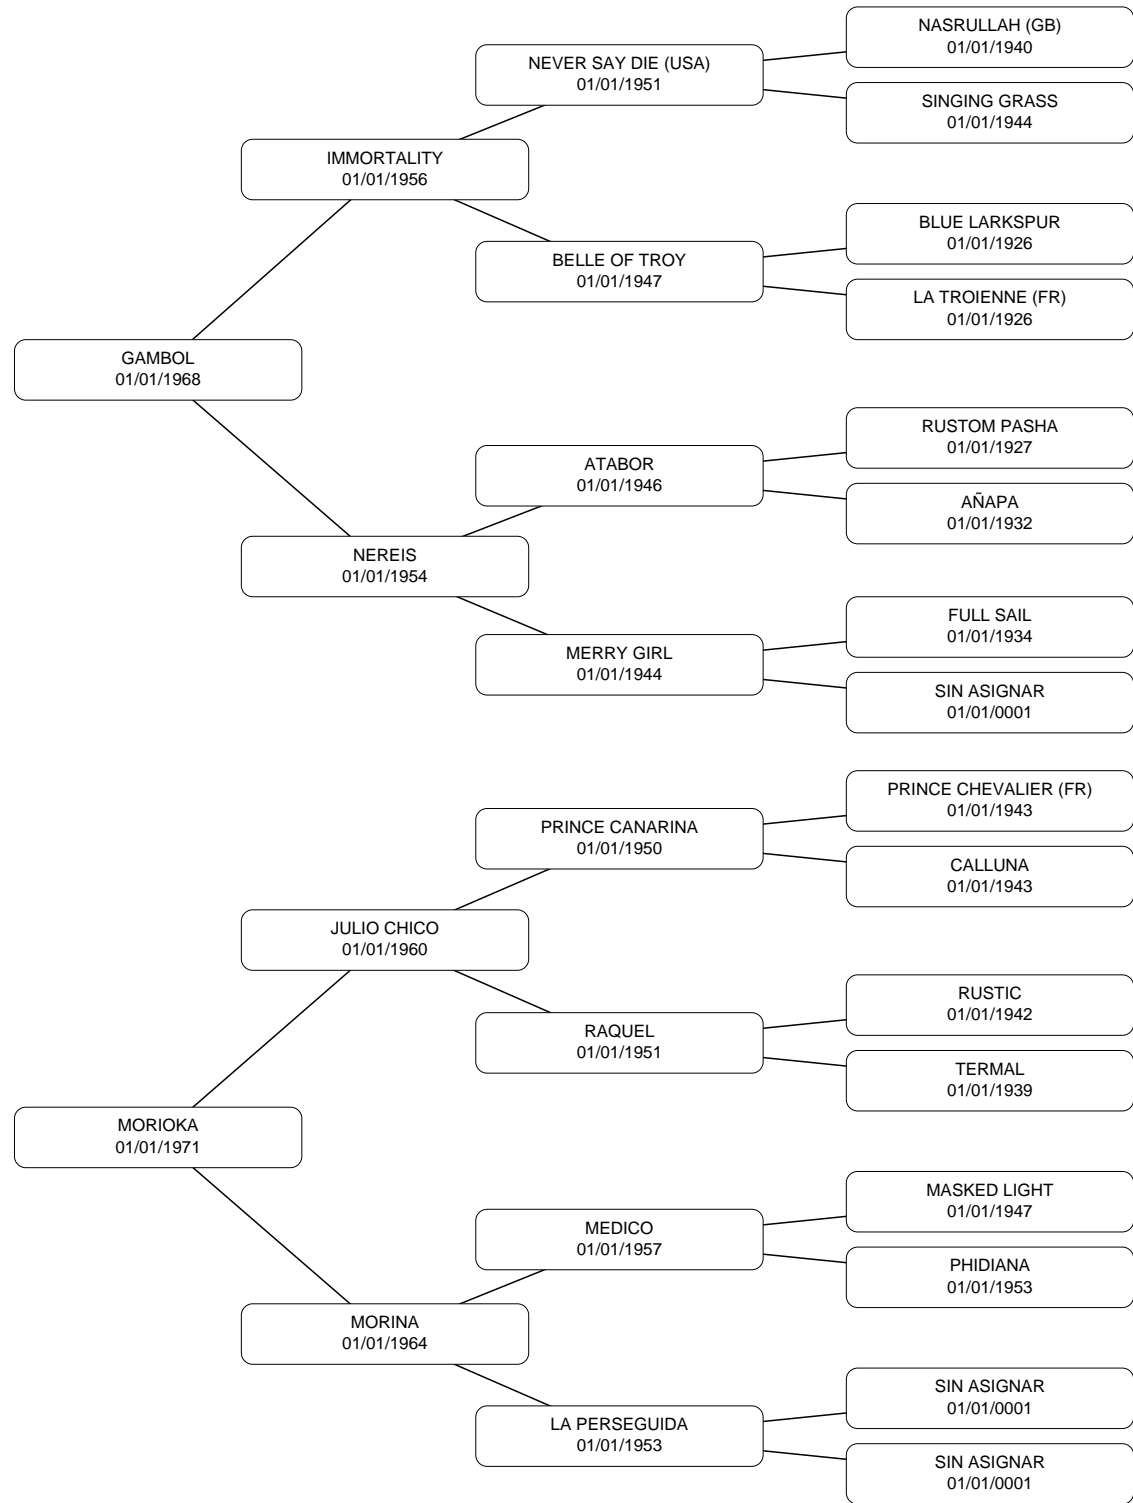 NASRULLAH (GB)
01/01/1940
NEVER SAY DIE (USA)
01/01/1951
SINGING GRASS
01/01/1944
IMMORTALITY
01/01/1956
BLUE LARKSPUR
01/01/1926
BELLE OF TROY
01/01/1947
LA TROIENNE (FR)
01/01/1926
GAMBOL
01/01/1968
RUSTOM PASHA
01/01/1927
ATABOR
01/01/1946
AÑAPA
01/01/1932
NEREIS
01/01/1954
FULL SAIL
01/01/1934
MERRY GIRL
01/01/1944
SIN ASIGNAR
01/01/0001
PRINCE CHEVALIER (FR)
01/01/1943
PRINCE CANARINA
01/01/1950
CALLUNA
01/01/1943
JULIO CHICO
01/01/1960
RUSTIC
01/01/1942
RAQUEL
01/01/1951
TERMAL
01/01/1939
MORIOKA
01/01/1971
MASKED LIGHT
01/01/1947
MEDICO
01/01/1957
PHIDIANA
01/01/1953
MORINA
01/01/1964
SIN ASIGNAR
01/01/0001
LA PERSEGUIDA
01/01/1953
SIN ASIGNAR
01/01/0001